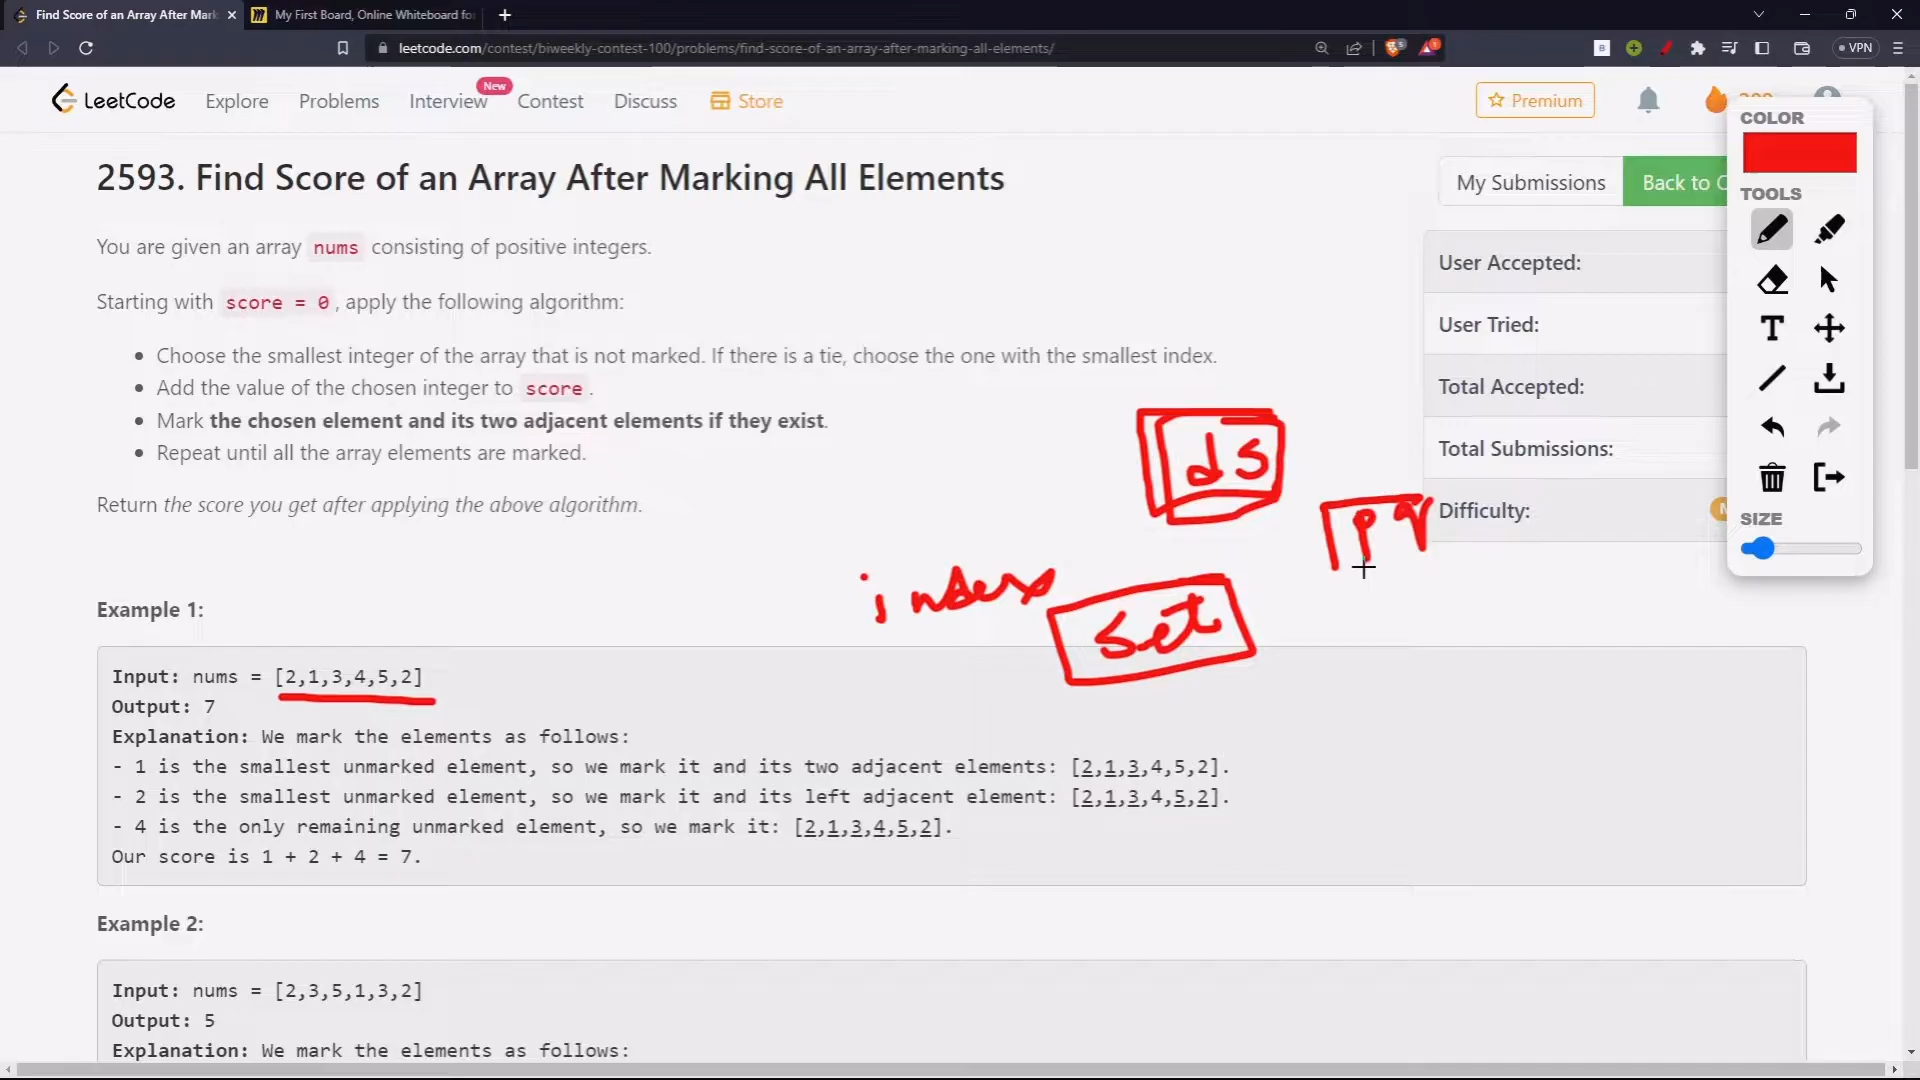 Find Score of an Array After Mark
My First Board, Online Whiteboard fo
leetcode.com/contest/biweekly-contest-100/problems/find-score-of-an-array-after-marking-all-elements/
VPN
LeetCode
Explore
Problems
Interview
New
Contest
Discuss
Store
Premium
2593. Find Score of an Array After Marking All Elements
My Submissions
Back to C
You are given an array nums consisting of positive integers.
Starting with score = 0, apply the following algorithm:
• Choose the smallest integer of the array that is not marked. If there is a tie, choose the one with the smallest index.
• Add the value of the chosen integer to score.
• Mark the chosen element and its two adjacent elements if they exist.
• Repeat until all the array elements are marked.
Return the score you get after applying the above algorithm.
User Accepted:
User Tried:
Total Accepted:
Total Submissions:
Difficulty:
COLOR
TOOLS
T
SIZE
ds
pq
index
set
Example 1:
Input: nums = [2,1,3,4,5,2]
Output: 7
Explanation: We mark the elements as follows:
- 1 is the smallest unmarked element, so we mark it and its two adjacent elements: [2,1,3,4,5,2].
- 2 is the smallest unmarked element, so we mark it and its left adjacent element: [2,1,3,4,5,2].
- 4 is the only remaining unmarked element, so we mark it: [2,1,3,4,5,2].
Our score is 1 + 2 + 4 = 7.
Example 2:
Input: nums = [2,3,5,1,3,2]
Output: 5
Explanation: We mark the elements as follows: